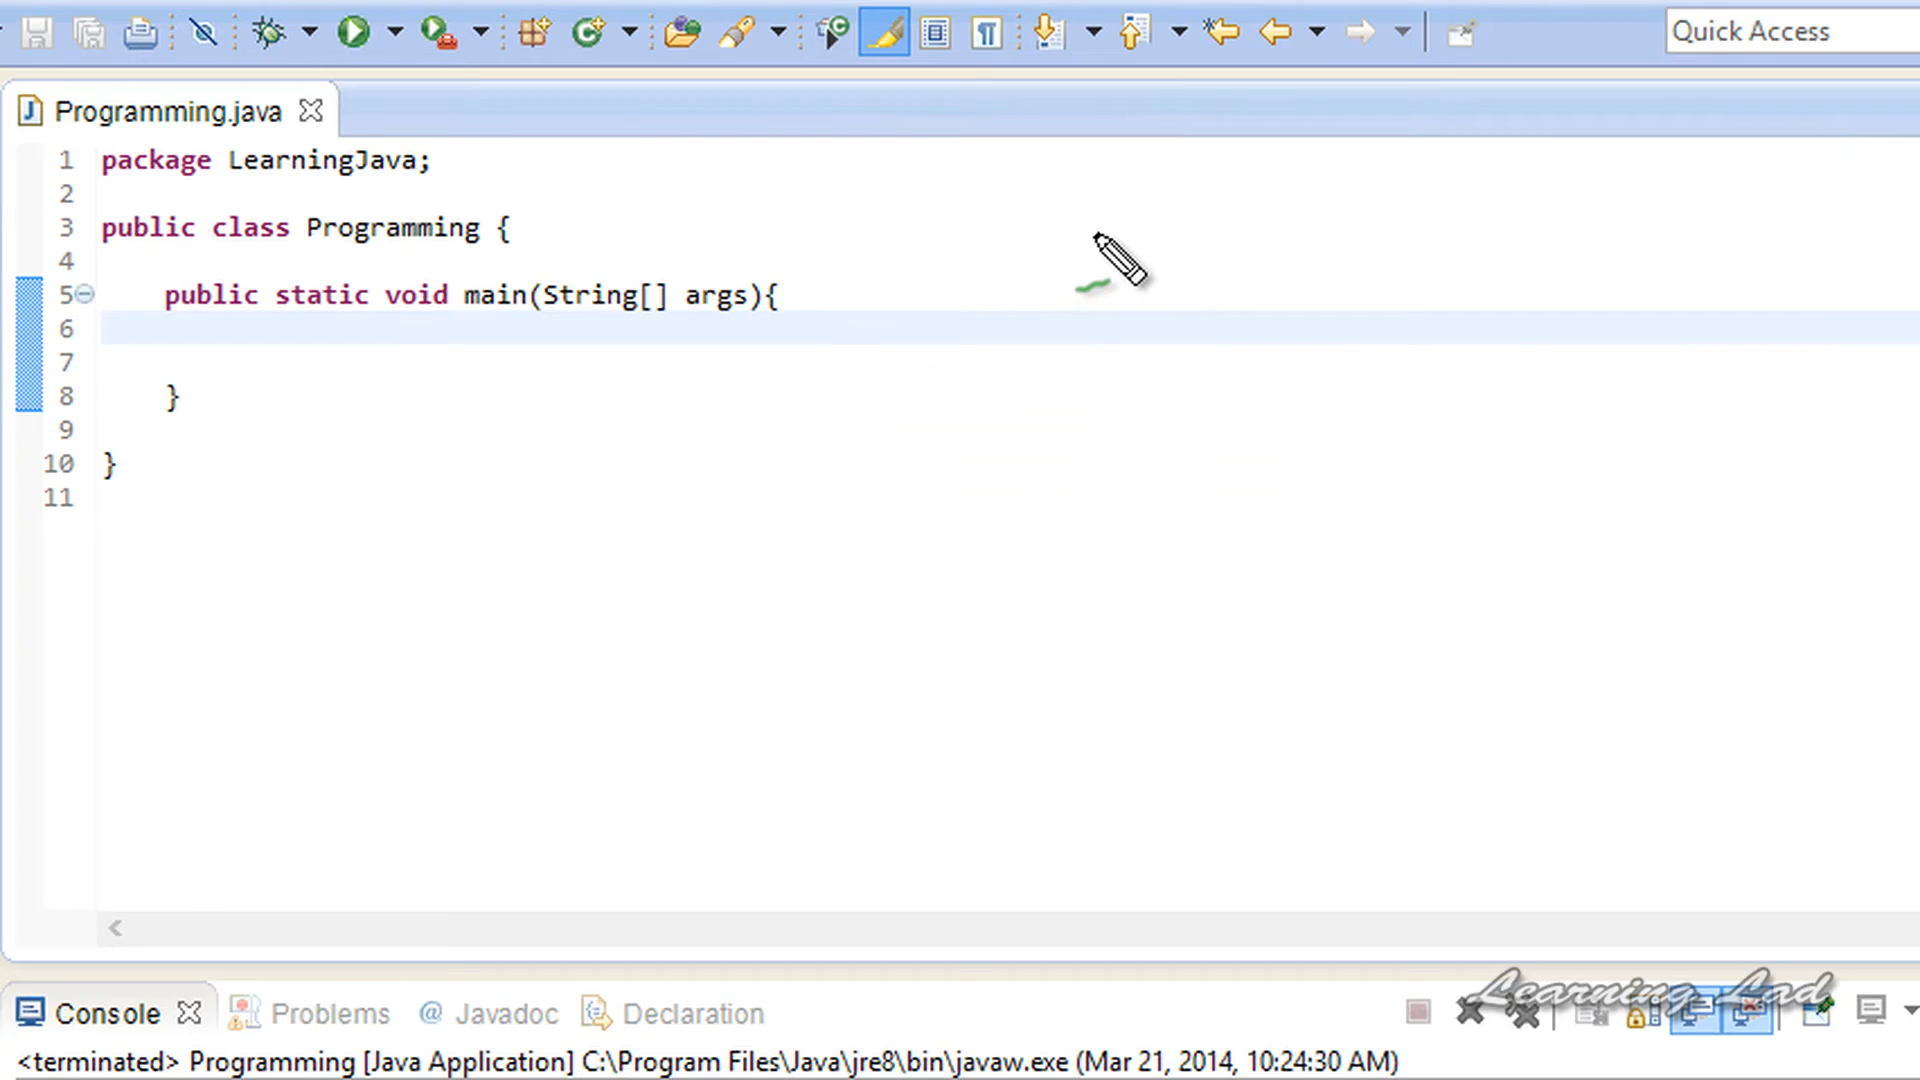 Quick Access
Programming.java
1 package LearningJava;
2
3 public class Programming {
4
5 public static void main(String[] args){
6
7
8 }
9
10 }
11
Console Problems @ Javadoc Declaration
Learning Lad
<terminated> Programming [Java Application] C:\Program Files\Java\jre8\bin\javaw.exe (Mar 21, 2014, 10:24:30 AM)